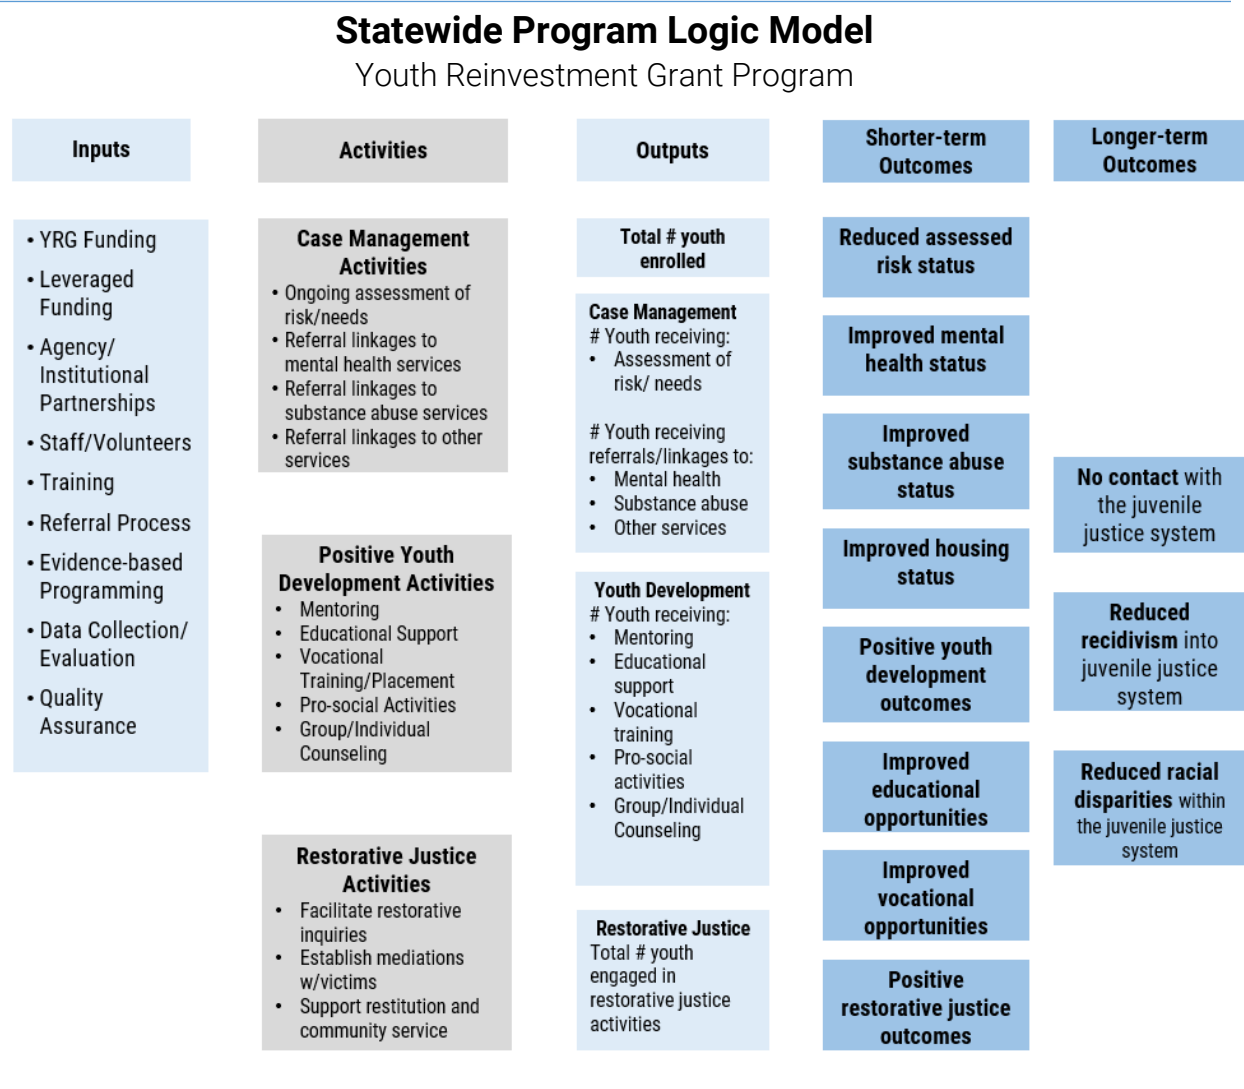 Statewide Program Logic Model
Youth Reinvestment Grant Program
Inputs
• YRG Funding
• Leveraged
Funding
• Agency/
Institutional
Partnerships
• Staff/Volunteers
• Training
• Referral Process
• Evidence-based
Programming
• Data Collection/
Evaluation
• Quality
Assurance
Activities
Case Management
Activities
• Ongoing assessment of
risk/needs
• Referral linkages to
mental health services
• Referral linkages to
substance abuse services
• Referral linkages to other
services
Positive Youth
Development Activities
• Mentoring
• Educational Support
• Vocational
Training/Placement
• Pro-social Activities
• Group/Individual
Counseling
Restorative Justice
Activities
• Facilitate restorative
inquiries
• Establish mediations
w/victims
• Support restitution and
community service
Outputs
Total # youth
enrolled
Case Management
# Youth receiving:
• Assessment of
risk/ needs
# Youth receiving
referrals/linkages to:
• Mental health
• Substance abuse
• Other services
Youth Development
# Youth receiving:
• Mentoring
• Educational
support
• Vocational
training
• Pro-social
activities
• Group/Individual
Counseling
Restorative Justice
Total # youth
engaged in
restorative justice
activities
Shorter-term
Outcomes
Reduced assessed
risk status
Improved mental
health status
Improved
substance abuse
status
Improved housing
status
Positive youth
development
outcomes
Improved
educational
opportunities
Improved
vocational
opportunities
Positive
restorative justice
outcomes
Longer-term
Outcomes
No contact with
the juvenile
justice system
Reduced
recidivism into
juvenile justice
system
Reduced racial
disparities within
the juvenile justice
system